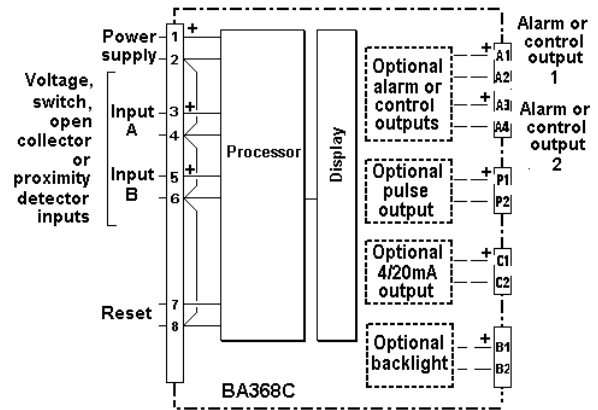 Power
supply
1
+
2
Voltage,
switch,
open
collector
or
proximity
detector
inputs
Input
A
3
+
4
Input
B
5
+
6
Reset
7
8
Processor
Display
Optional
alarm or
control
outputs
+
A1
A2
+
A3
A4
Alarm or
control
output
1
Alarm or
control
output
2
Optional
pulse
output
+
P1
P2
Optional
4/20mA
output
+
C1
C2
Optional
backlight
+
B1
B2
BA368C